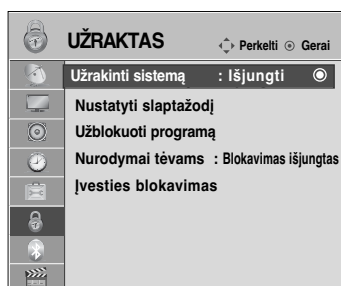 UŽRAKTAS Perkelti Gerai
Užrakinti sistemą : Išjungti
Nustatyti slaptažodį
Užblokuoti programą
Nurodymai tėvams : Blokavimas išjungtas
Įvesties blokavimas